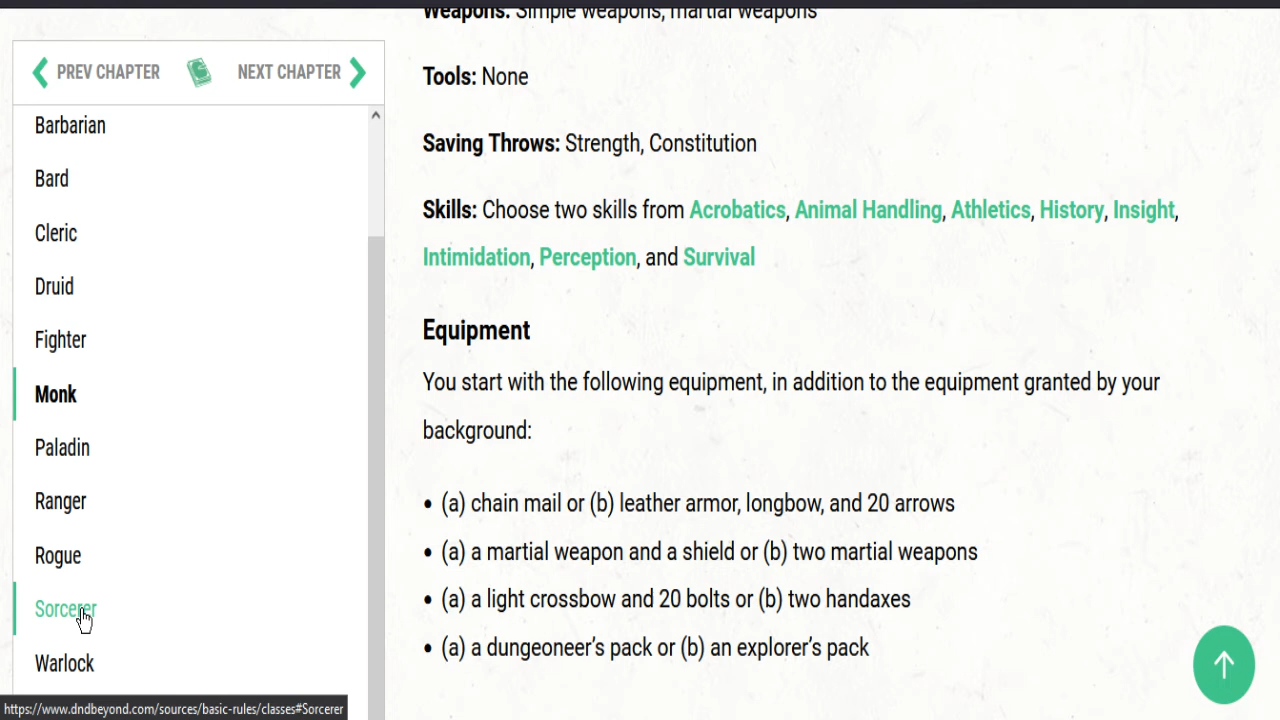 Weapons: Simple weapons, martial weapons
PREV CHAPTER
NEXT CHAPTER
Barbarian
Bard
Cleric
Druid
Fighter
Monk
Paladin
Ranger
Rogue
Sorcerer
Warlock
Tools: None
Saving Throws: Strength, Constitution
Skills: Choose two skills from Acrobatics, Animal Handling, Athletics, History, Insight,
Intimidation, Perception, and Survival
Equipment
You start with the following equipment, in addition to the equipment granted by your
background:
• (a) chain mail or (b) leather armor, longbow, and 20 arrows
• (a) a martial weapon and a shield or (b) two martial weapons
• (a) a light crossbow and 20 bolts or (b) two handaxes
• (a) a dungeoneer’s pack or (b) an explorer’s pack
https://www.dndbeyond.com/sources/basic-rules/classes#Sorcerer